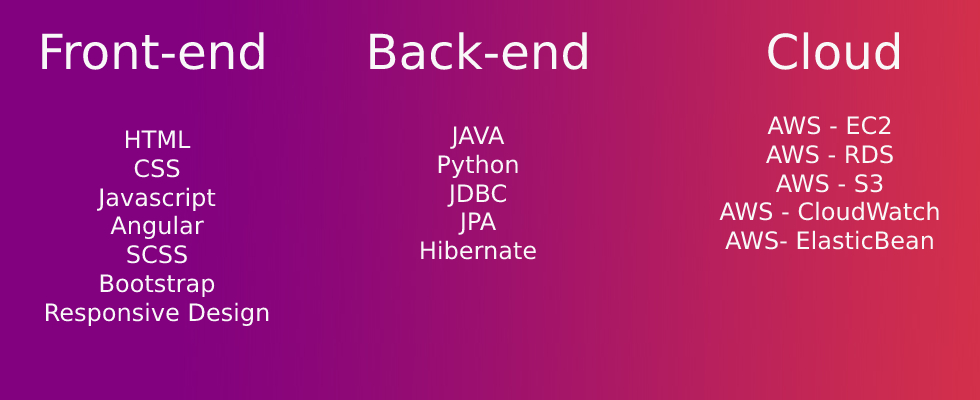 Front-end
HTML
CSS
Javascript
Angular
SCSS
Bootstrap
Responsive Design
Back-end
JAVA
Python
JDBC
JPA
Hibernate
Cloud
AWS - EC2
AWS - RDS
AWS - S3
AWS - CloudWatch
AWS- ElasticBean